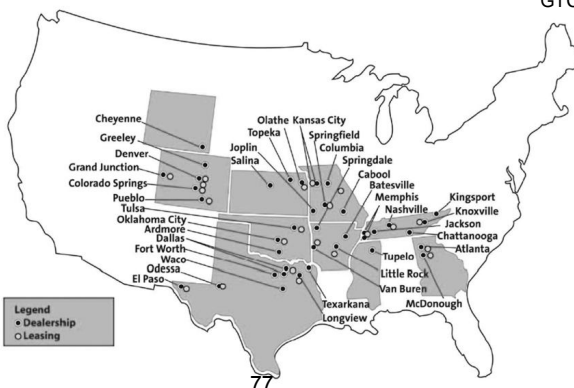 GTC
Cheyenne
Greeley
Denver
Grand Junction
Colorado Springs
Pueblo
Tulsa
Oklahoma City
Ardmore
Dallas
Fort Worth
Waco
Odessa
El Paso
Olathe Kansas City
Topeka
Springfield
Joplin
Columbia
Salina
Springdale
Cabool
Batesville
Memphis
Nashville
Kingsport
Knoxville
Jackson
Chattanooga
Atlanta
Tupelo
Little Rock
Van Buren
McDonough
Texarkana
Longview
Legend
Dealership
Leasing
77